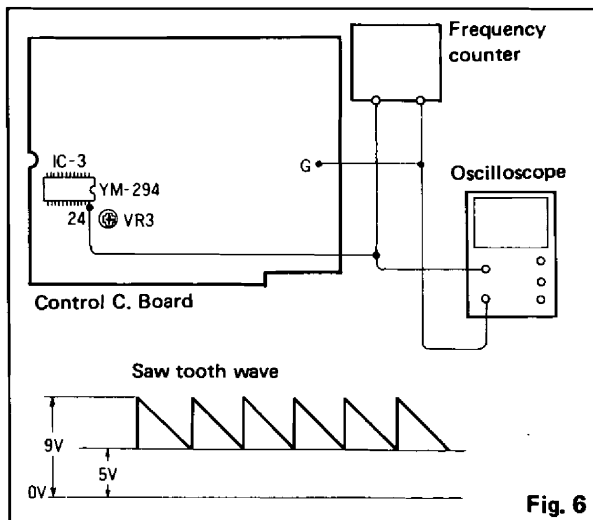 Frequency
counter
IC-3
YM-294
24
VR3
G
Oscilloscope
Control C. Board
Saw tooth wave
9V
5V
0V
Fig. 6